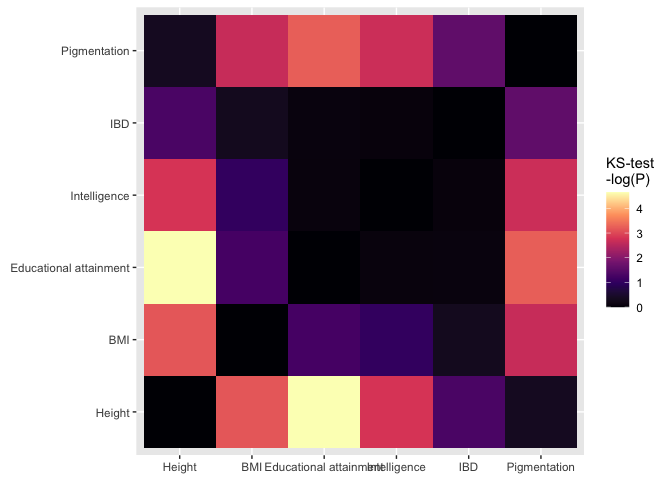 Pigmentation
IBD
Intelligence
Educational attainment
BMI
Height
Height
BMI
Educational attainment
Intelligence
IBD
Pigmentation
KS-test
-log(P)
4
3
2
1
0